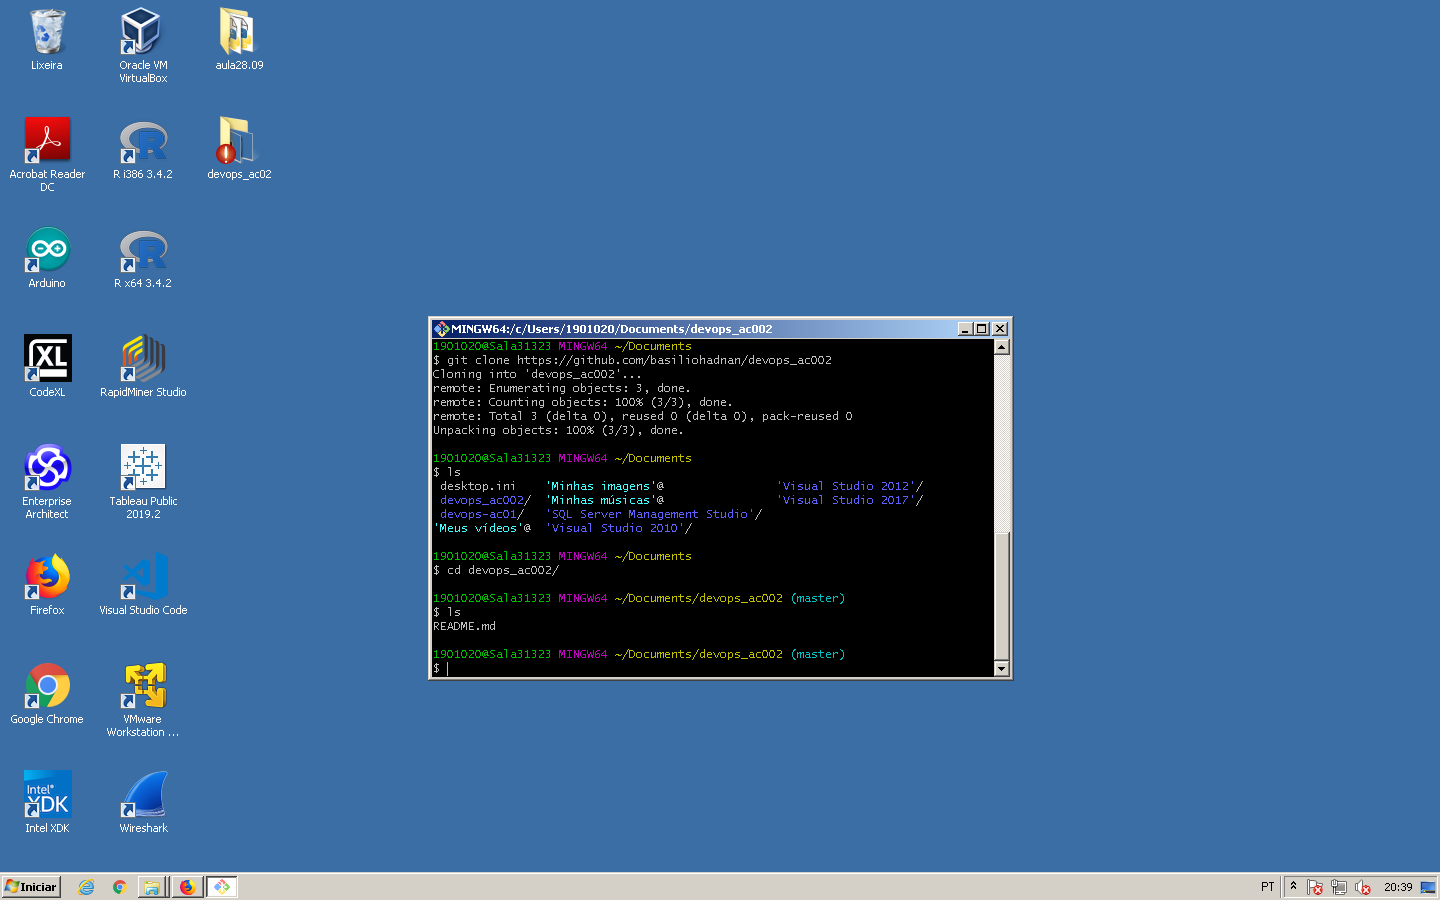 Lixeira
Oracle VM
VirtualBox
aula28.09
Acrobat Reader
DC
R i386 3.4.2
devops_ac02
Arduino
R x64 3.4.2
CodeXL
RapidMiner Studio
Enterprise
Architect
Tableau Public
2019.2
Firefox
Visual Studio Code
Google Chrome
VMware
Workstation ...
Intel XDK
Wireshark
XL
Intel®
XDK
MINGW64:/c/Users/1901020/Documents/devops_ac002
1901020@Sala31323 MINGW64 ~/Documents
$ git clone https://github.com/basiliohadnan/devops_ac002
Cloning into 'devops_ac002'...
remote: Enumerating objects: 3, done.
remote: Counting objects: 100% (3/3), done.
remote: Total 3 (delta 0), reused 0 (delta 0), pack-reused 0
Unpacking objects: 100% (3/3), done.
1901020@Sala31323 MINGW64 ~/Documents
$ ls
desktop.ini 'Minhas imagens'@ 'Visual Studio 2012'/
devops_ac002/ 'Minhas músicas'@ 'Visual Studio 2017'/
devops-ac01/ 'SQL Server Management Studio'/
'Meus vídeos'@ 'Visual Studio 2010'/
1901020@Sala31323 MINGW64 ~/Documents
$ cd devops_ac002/
1901020@Sala31323 MINGW64 ~/Documents/devops_ac002 (master)
$ ls
README.md
1901020@Sala31323 MINGW64 ~/Documents/devops_ac002 (master)
$
Iniciar
PT
20:39